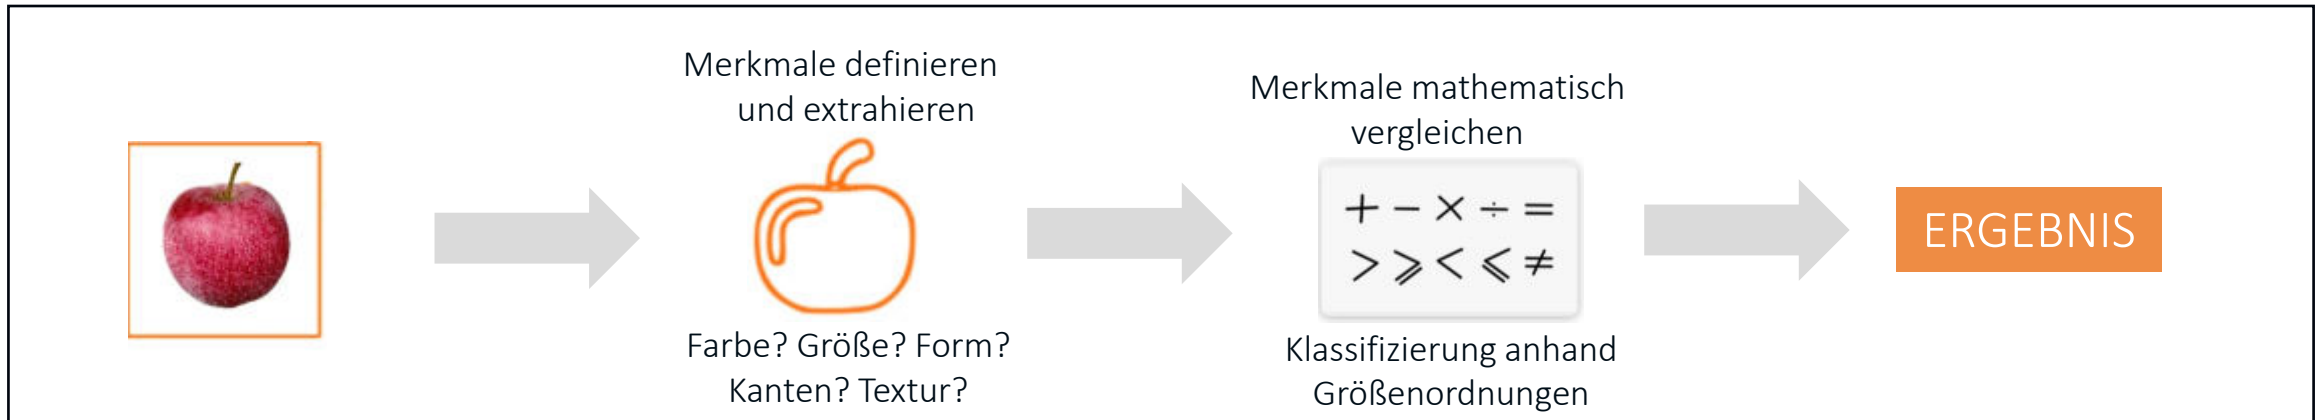 Merkmale definieren
und extrahieren
Farbe? Größe? Form?
Kanten? Textur?
Merkmale mathematisch
vergleichen
+ − × ÷ =
> ⩾ < ⩽ ≠
Klassifizierung anhand
Größenordnungen
ERGEBNIS